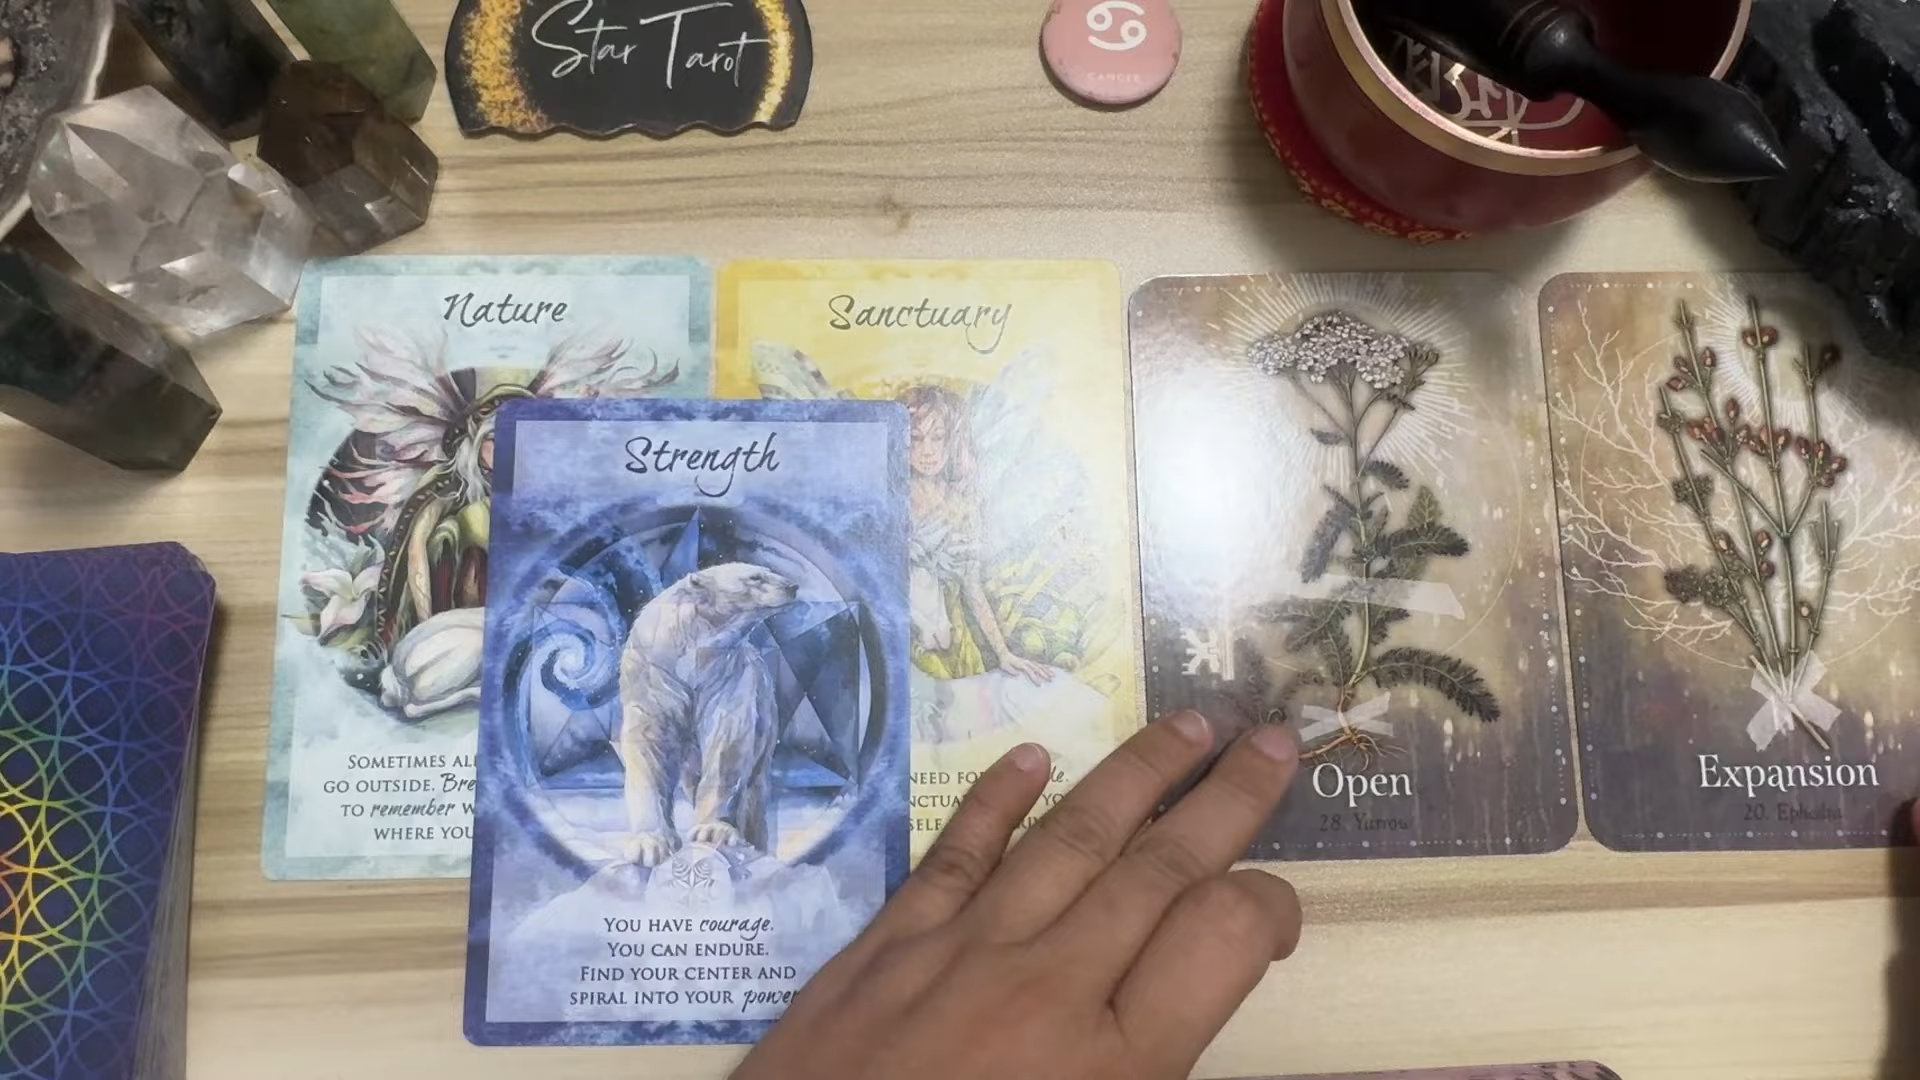 Star Tarot
CANCER
Nature
Sanctuary
Strength
SOMETIMES
GO OUTSIDE.
TO remember
WHERE YOU
NEED
YOU HAVE courage.
YOU CAN ENDURE.
FIND YOUR CENTER AND
SPIRAL INTO YOUR power
Open
28. Yarrow
Expansion
20. Ephedra